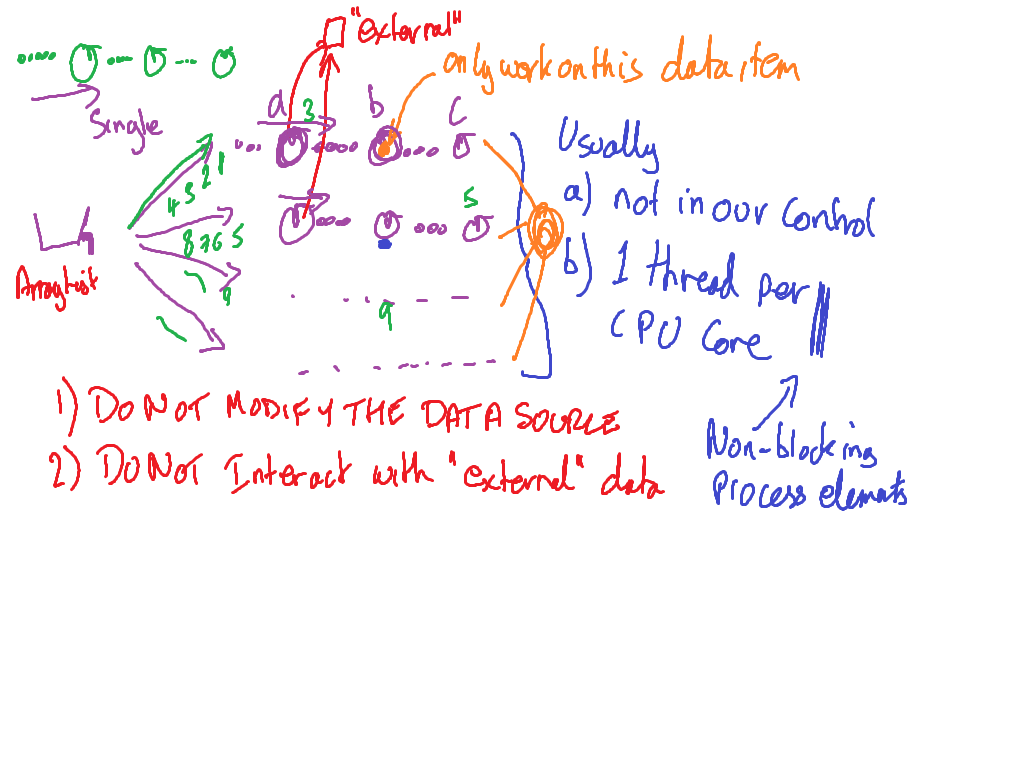 "external"
only work on this data item
Single
a 3 b c
1
2
3
4
5
8 7 6 5
9
9
ArrayList
Usually
a) not in our control
b) 1 thread per
CPU Core
1) DO NOT MODIFY THE DATA SOURCE
2) DO NOT Interact with "external" data
Non-blocking
Process elements